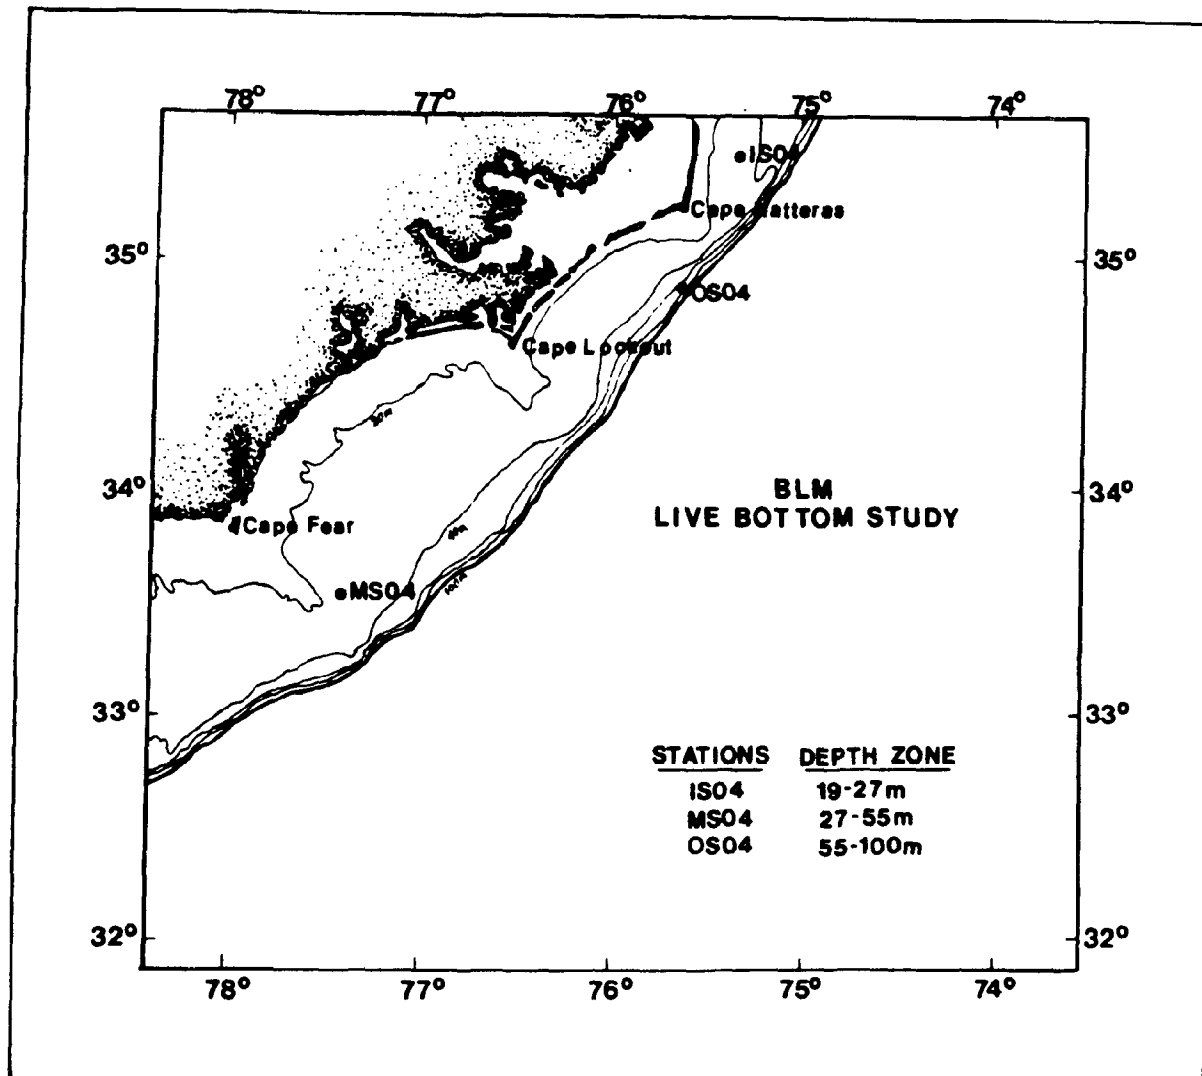 78° 77° 76° 75° 74°
IS04
Cape Hatteras
35° 35°
OS04
Cape Lookout
34° 34°
BLM
LIVE BOTTOM STUDY
Cape Fear
MS04
33° 33°
STATIONS DEPTH ZONE
IS04 19-27m
MS04 27-55m
OS04 55-100m
32° 32°
78° 77° 76° 75° 74°